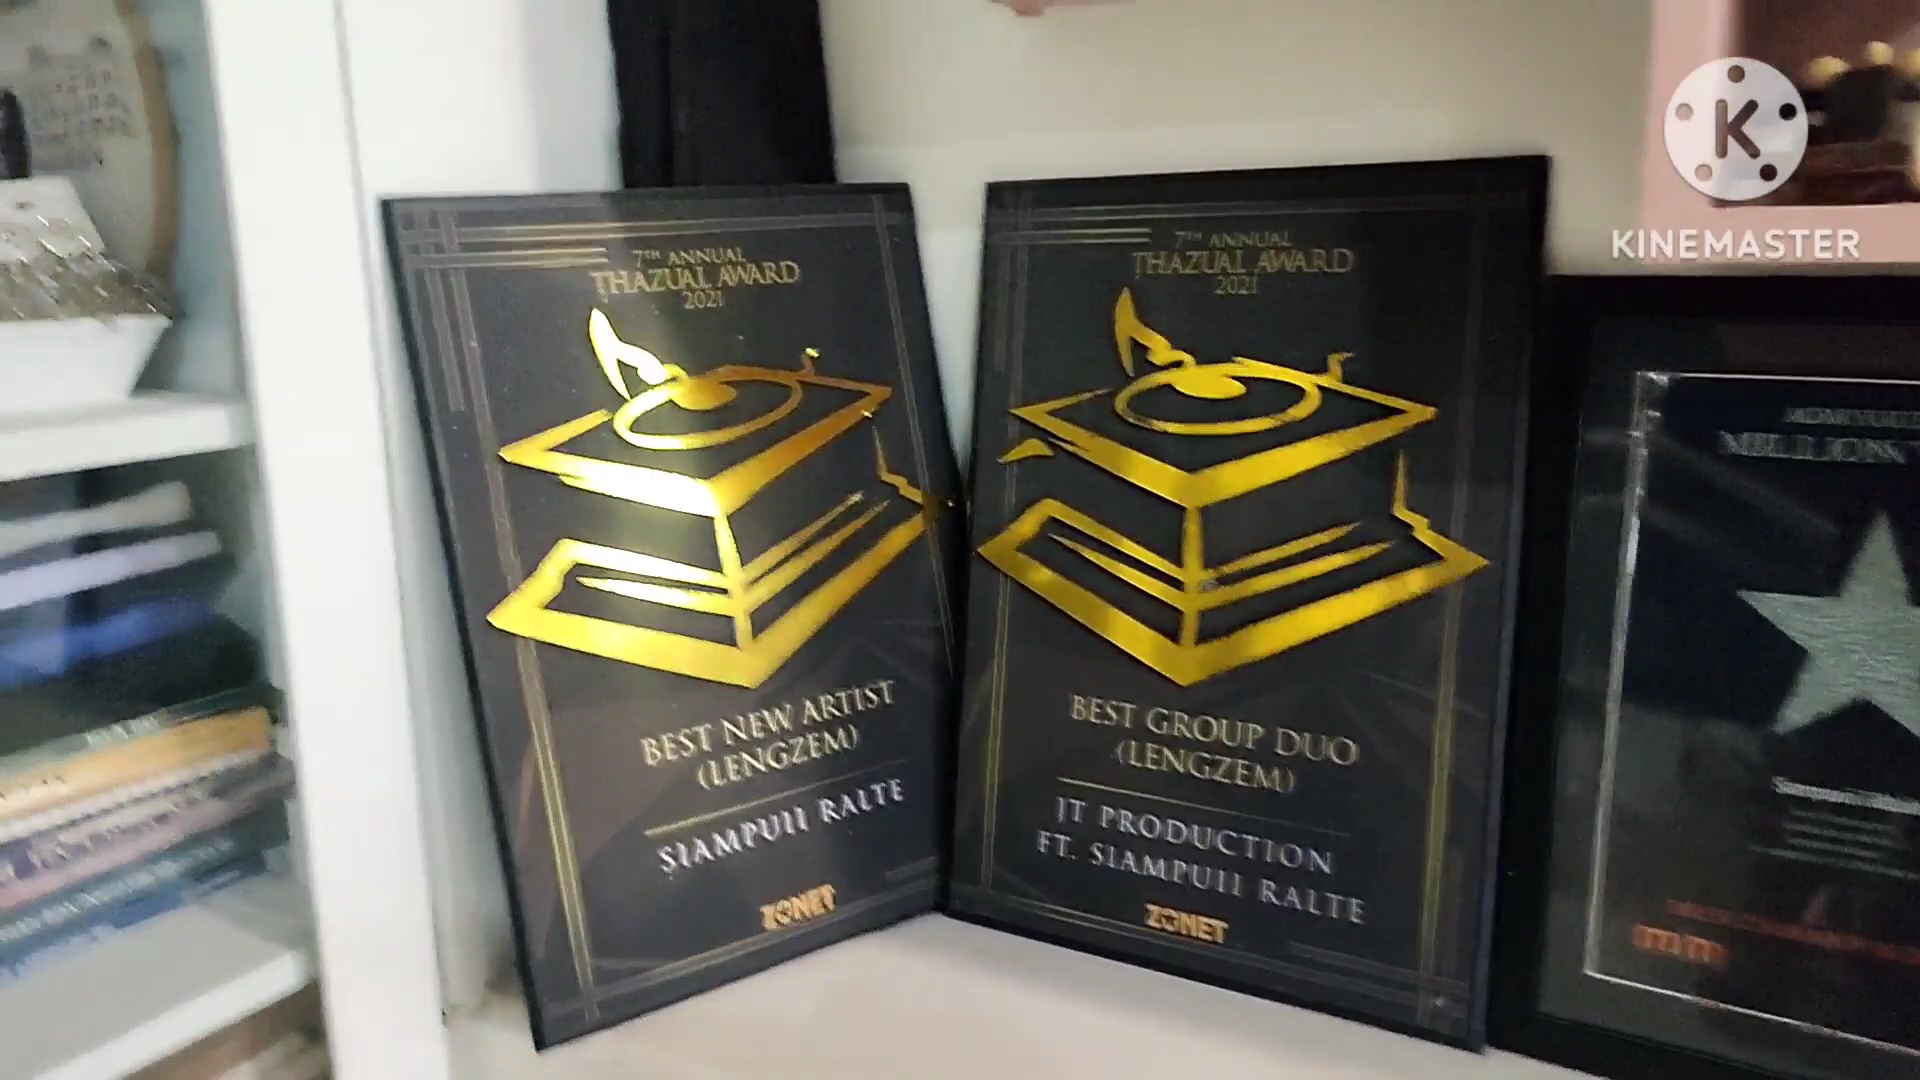 7TH ANNUAL
THAZUAL AWARD
2021
BEST NEW ARTIST
(LENGZEM)
SIAMPUII RALTE
ZONET
7TH ANNUAL
THAZUAL AWARD
2021
BEST GROUP DUO
(LENGZEM)
JT PRODUCTION
FT. SIAMPUII RALTE
ZONET
K
KINEMASTER